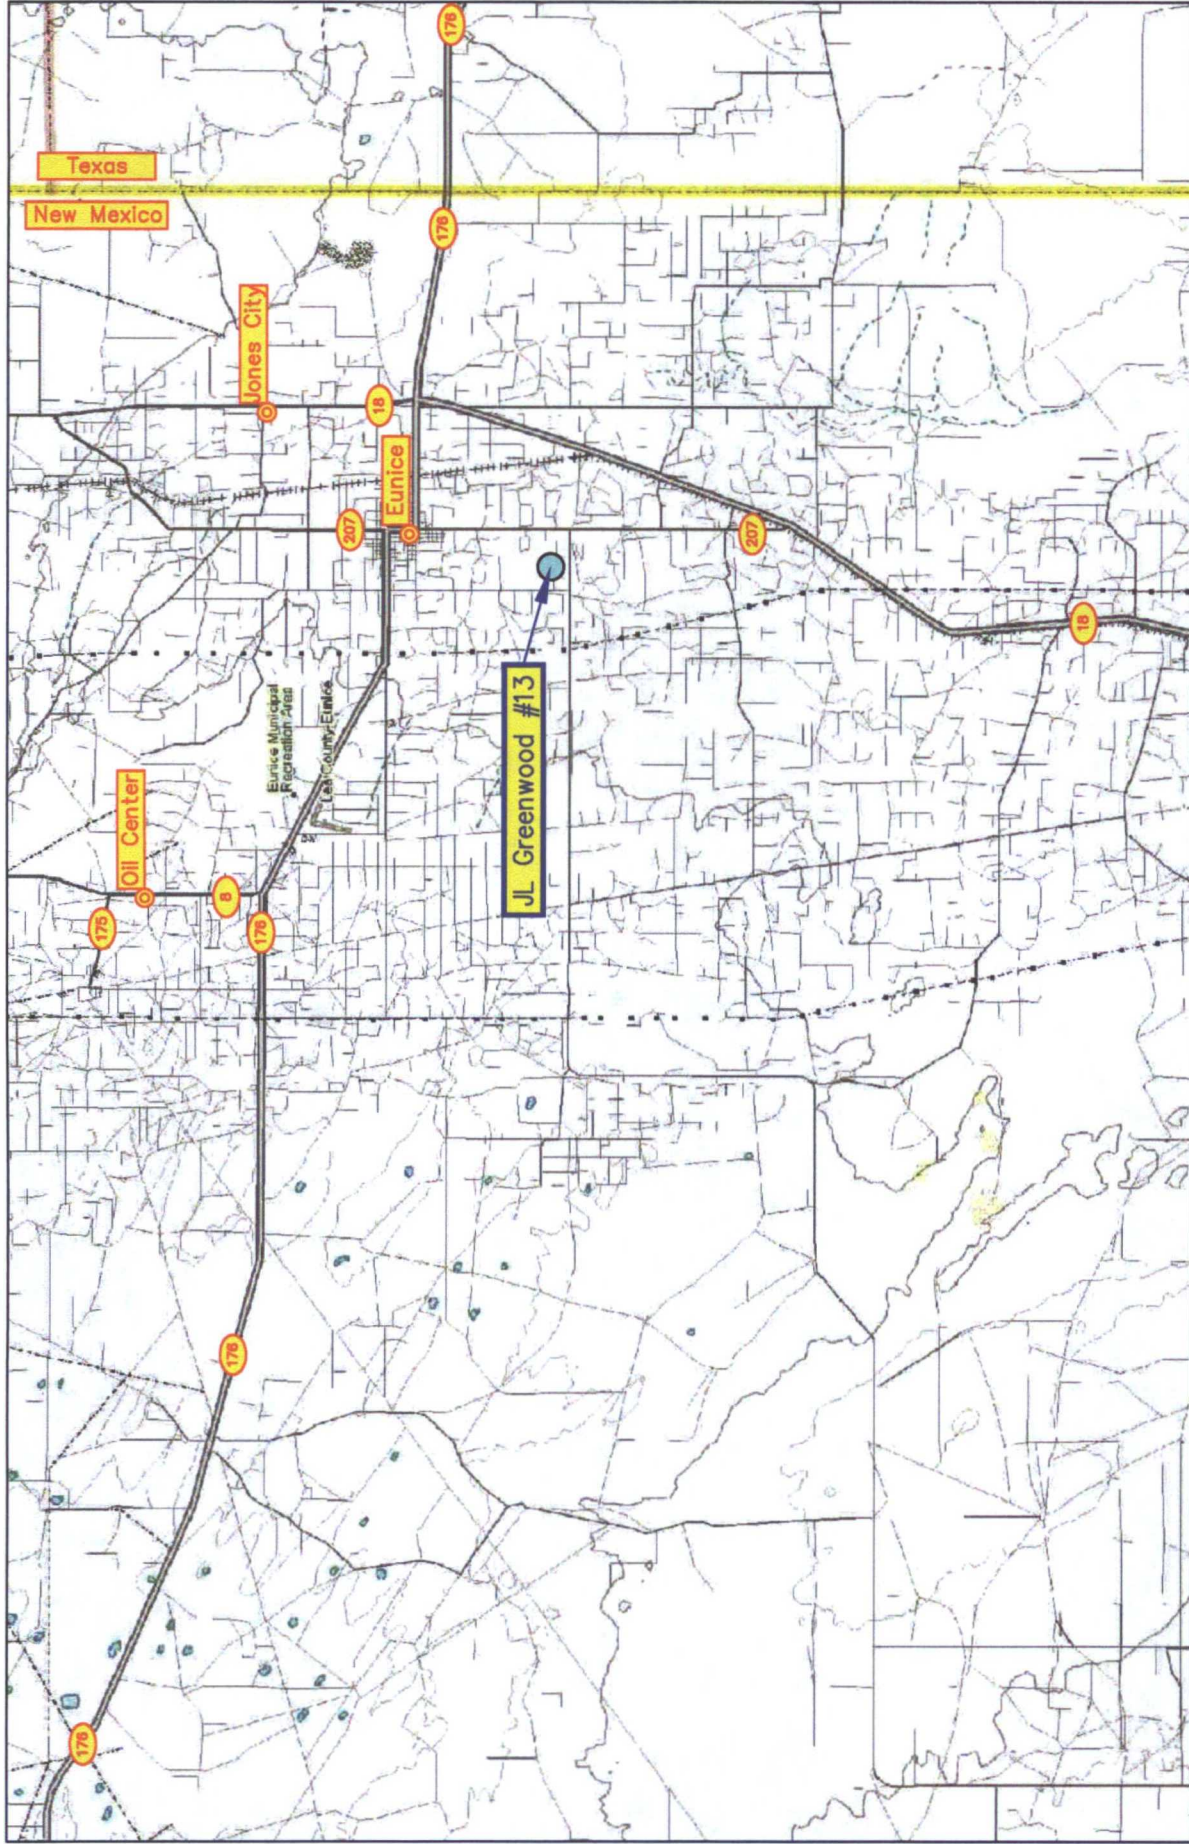 176
Texas
New Mexico
176
Jones City
18
Eunice
207
207
JL Greenwood #13
18
Eunice Municipal
Recreation Area
Lea County Eunice
Oil Center
175
8
176
176
176